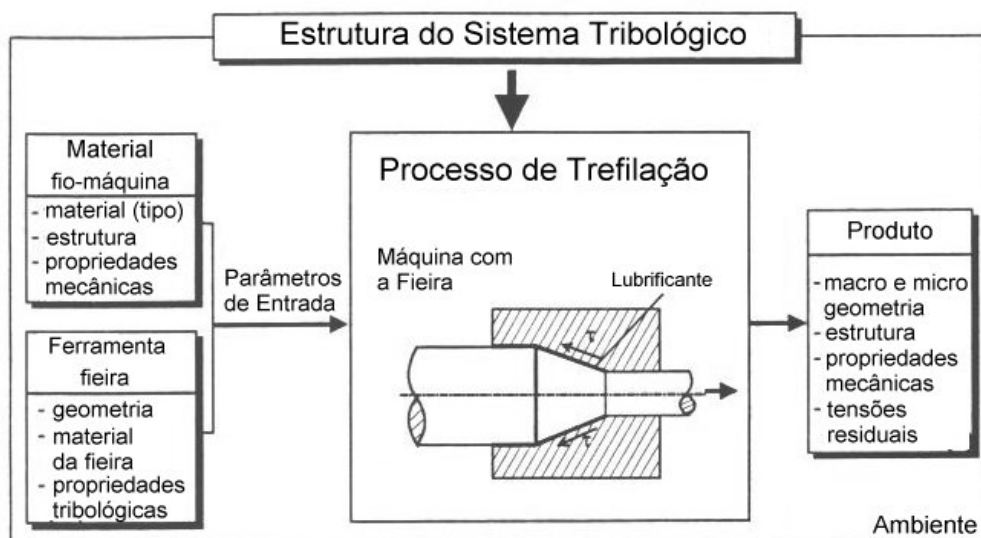 Estrutura do Sistema Tribológico
Material
fio-máquina
- material (tipo)
- estrutura
- propriedades
mecânicas
Ferramenta
fieira
- geometria
- material
da fieira
- propriedades
tribológicas
Parâmetros
de Entrada
Processo de Trefilação
Máquina com
a Fieira
Lubrificante
τ
τ
Produto
- macro e micro
geometria
- estrutura
- propriedades
mecânicas
- tensões
residuais
Ambiente